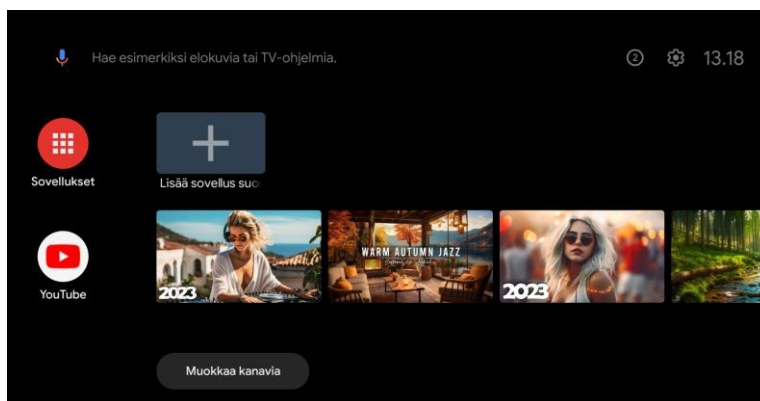 Hae esimerkiksi elokuvia tai TV-ohjelmia.
2
13.18
Sovellukset
Lisää sovellus suo
YouTube
2023
WARM AUTUMN JAZZ
2023
Muokkaa kanavia